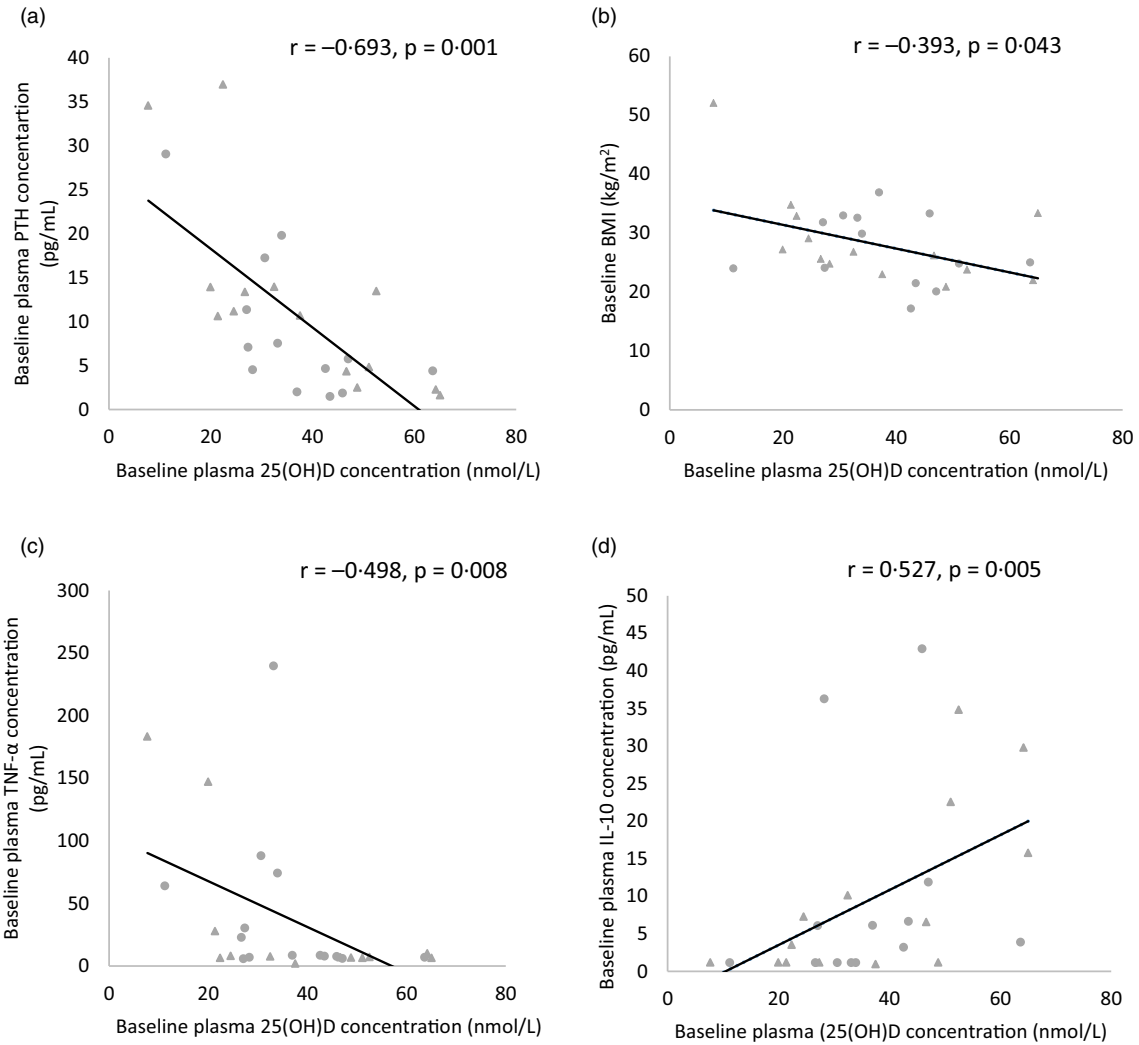 (a)
r = –0·693, p = 0·001
Baseline plasma PTH concentartion
(pg/mL)
40
35
30
25
20
15
10
5
0
0 20 40 60 80
Baseline plasma 25(OH)D concentration (nmol/L)
(b)
r = –0·393, p = 0·043
Baseline BMI (kg/m²)
60
50
40
30
20
10
0
0 20 40 60 80
Baseline plasma 25(OH)D concentration (nmol/L)
(c)
r = –0·498, p = 0·008
Baseline plasma TNF-α concentration
(pg/mL)
300
250
200
150
100
50
0
0 20 40 60 80
Baseline plasma 25(OH)D concentration (nmol/L)
(d)
r = 0·527, p = 0·005
Baseline plasma IL-10 concentration (pg/mL)
50
45
40
35
30
25
20
15
10
5
0
0 20 40 60 80
Baseline plasma (25(OH)D concentration (nmol/L)